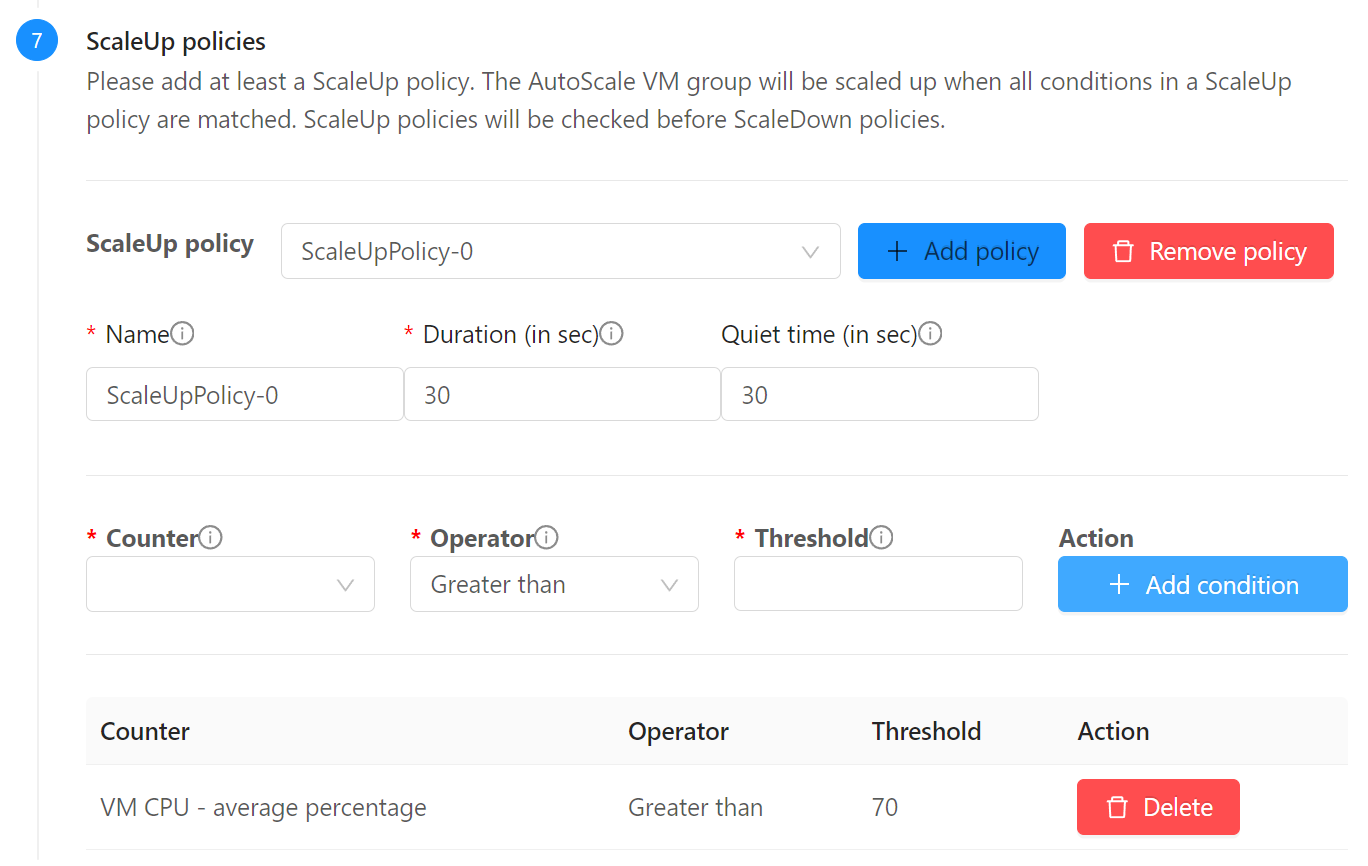 7
ScaleUp policies
Please add at least a ScaleUp policy. The AutoScale VM group will be scaled up when all conditions in a ScaleUp
policy are matched. ScaleUp policies will be checked before ScaleDown policies.
ScaleUp policy ScaleUpPolicy-0 + Add policy Remove policy
* Name * Duration (in sec) Quiet time (in sec)
ScaleUpPolicy-0 30 30
* Counter * Operator * Threshold Action
Greater than + Add condition
Counter Operator Threshold Action
VM CPU - average percentage Greater than 70 Delete